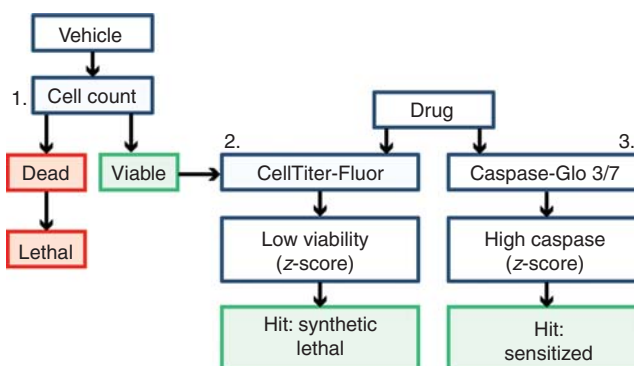 Vehicle
1.
Cell count
Drug
2.
3.
Dead
Viable
CellTiter-Fluor
Caspase-Glo 3/7
Lethal
Low viability
(z-score)
High caspase
(z-score)
Hit: synthetic
lethal
Hit:
sensitized